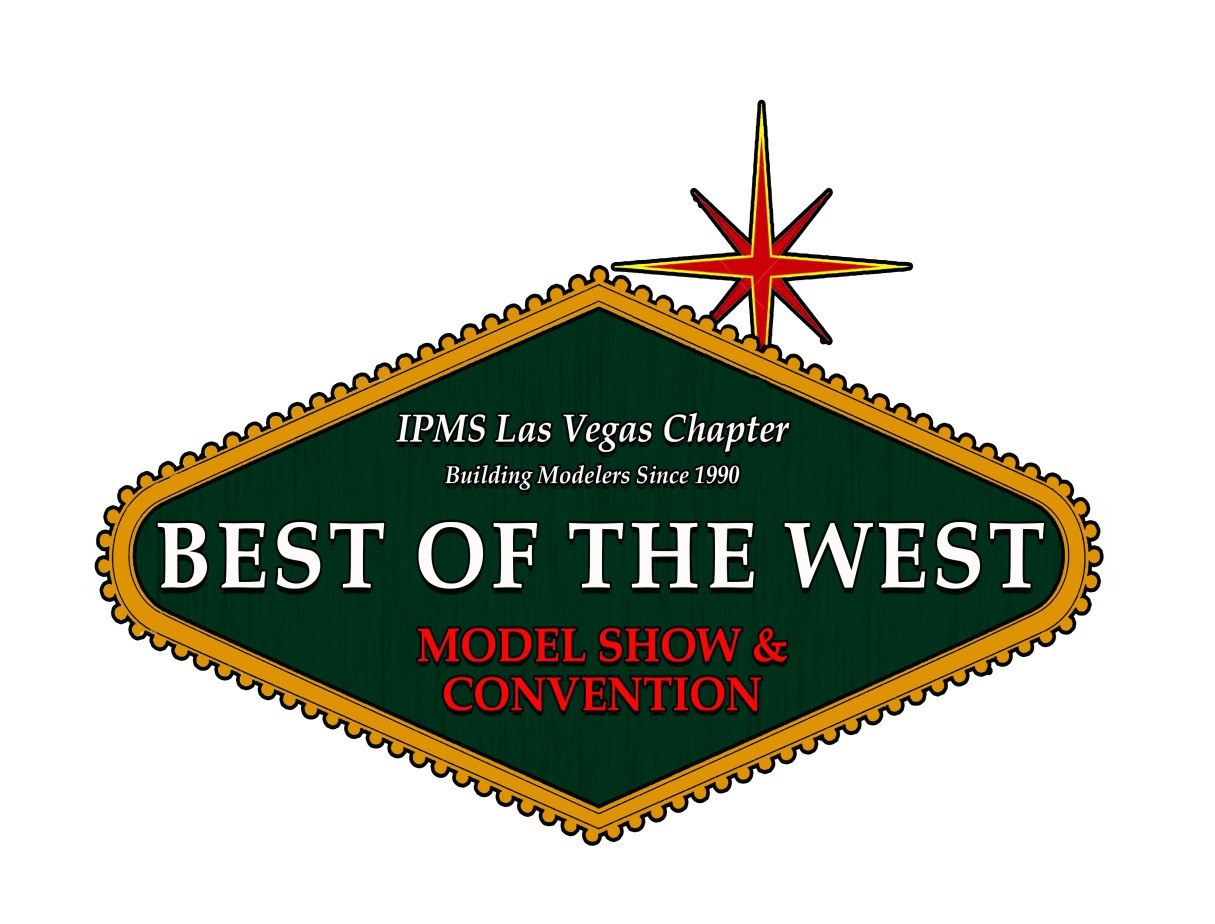 IPMS Las Vegas Chapter
Building Modelers Since 1990
BEST OF THE WEST
MODEL SHOW &
CONVENTION